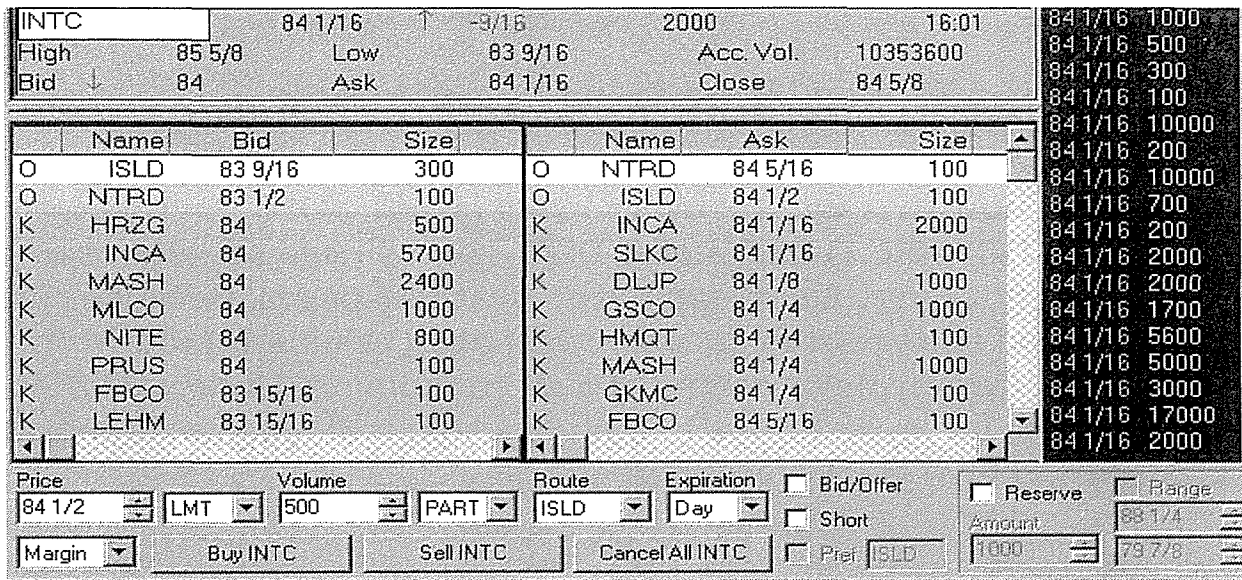 INTC 84 1/16 ↑ -9/16 2000 16:01
High 85 5/8 Low 83 9/16 Acc. Vol. 10353600
Bid ↓ 84 Ask 84 1/16 Close 84 5/8
Name Bid Size Name Ask Size
O ISLD 83 9/16 300 O NTRD 84 5/16 100
O NTRD 83 1/2 100 O ISLD 84 1/2 100
K HRZG 84 500 K INCA 84 1/16 2000
K INCA 84 5700 K SLKC 84 1/16 100
K MASH 84 2400 K DLJP 84 1/8 1000
K MLCO 84 1000 K GSCO 84 1/4 100
K NITE 84 800 K HMQT 84 1/4 100
K PRUS 84 100 K MASH 84 1/4 1000
K FBCO 83 15/16 100 K GKMC 84 1/4 100
K LEHM 83 15/16 100 K FBCO 84 5/16 100
84 1/16 1000
84 1/16 500
84 1/16 300
84 1/16 100
84 1/16 10000
84 1/16 200
84 1/16 10000
84 1/16 700
84 1/16 200
84 1/16 2000
84 1/16 2000
84 1/16 1700
84 1/16 5600
84 1/16 5000
84 1/16 3000
84 1/16 17000
84 1/16 2000
Price Volume Route Expiration Bid/Offer Reserve Range
84 1/2 LMT 500 PART ISLD Day Short Amount 88 1/4
Margin Buy INTC Sell INTC Cancel All INTC Pref ISLD 1000 79 7/8